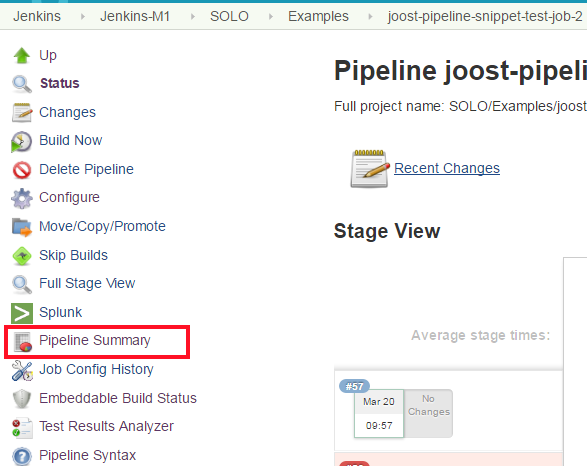 Jenkins Jenkins-M1 SOLO Examples joost-pipeline-snippet-test-job-2
Up
Status
Changes
Build Now
Delete Pipeline
Configure
Move/Copy/Promote
Skip Builds
Full Stage View
Splunk
Pipeline Summary
Job Config History
Embeddable Build Status
Test Results Analyzer
Pipeline Syntax
Pipeline joost-pipeli
Full project name: SOLO/Examples/joost
Recent Changes
Stage View
Average stage times:
#57
Mar 20
09:57
No
Changes